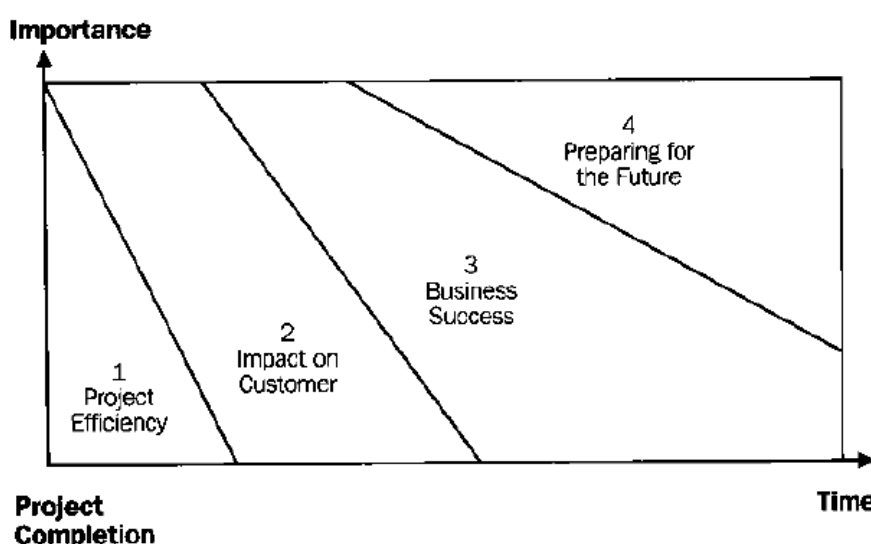 Importance
4
Preparing for
the Future
3
Business
Success
2
Impact on
Customer
1
Project
Efficiency
Project
Completion
Time